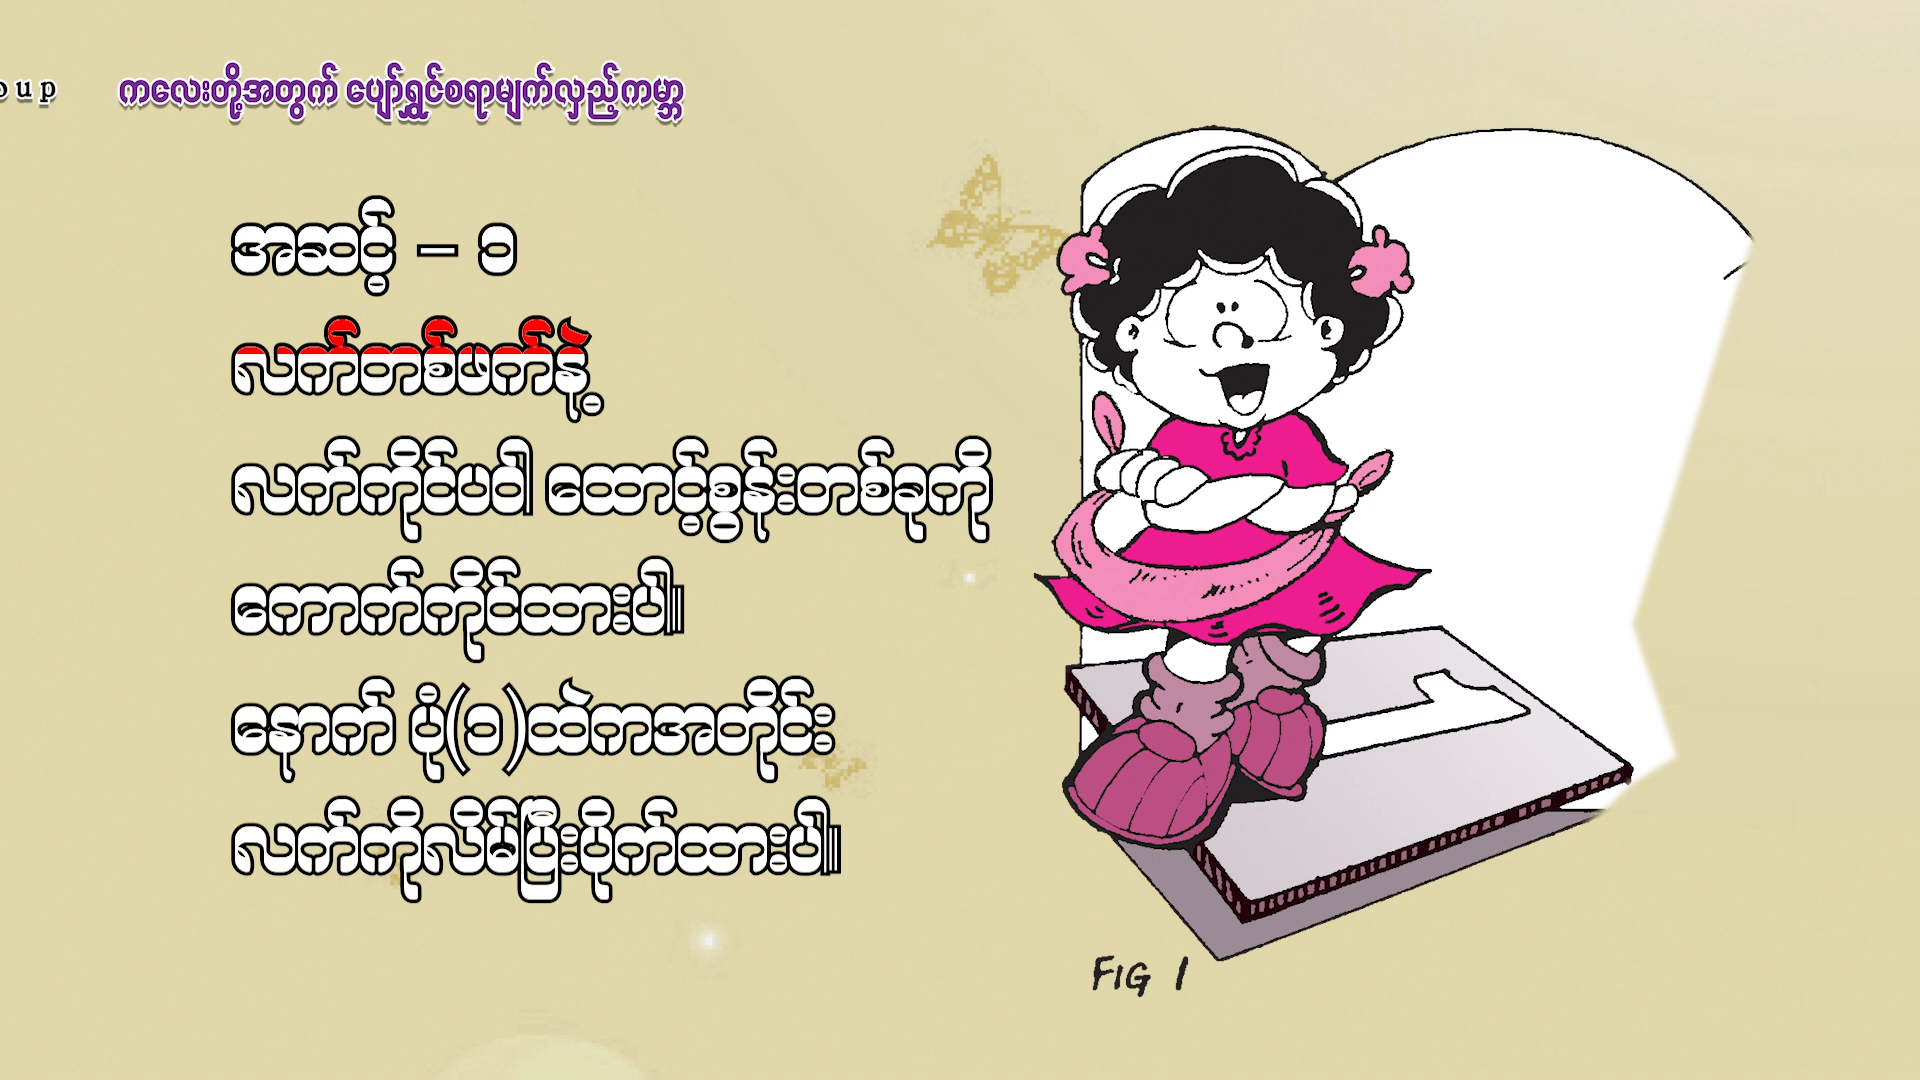 oup ကလေးတို့အတွက် ပျော်ရွှင်စရာမျက်လှည့်ကမ္ဘာ
အဆင့် – ၁
လက်တစ်ဖက်နဲ့
လက်ကိုင်ပဝါ ထောင့်စွန်းတစ်ခုကို
ကောက်ကိုင်ထားပါ။
နောက် ပုံ(၁)ထဲကအတိုင်း
လက်ကိုလိမ်ပြီးပိုက်ထားပါ။
FIG 1